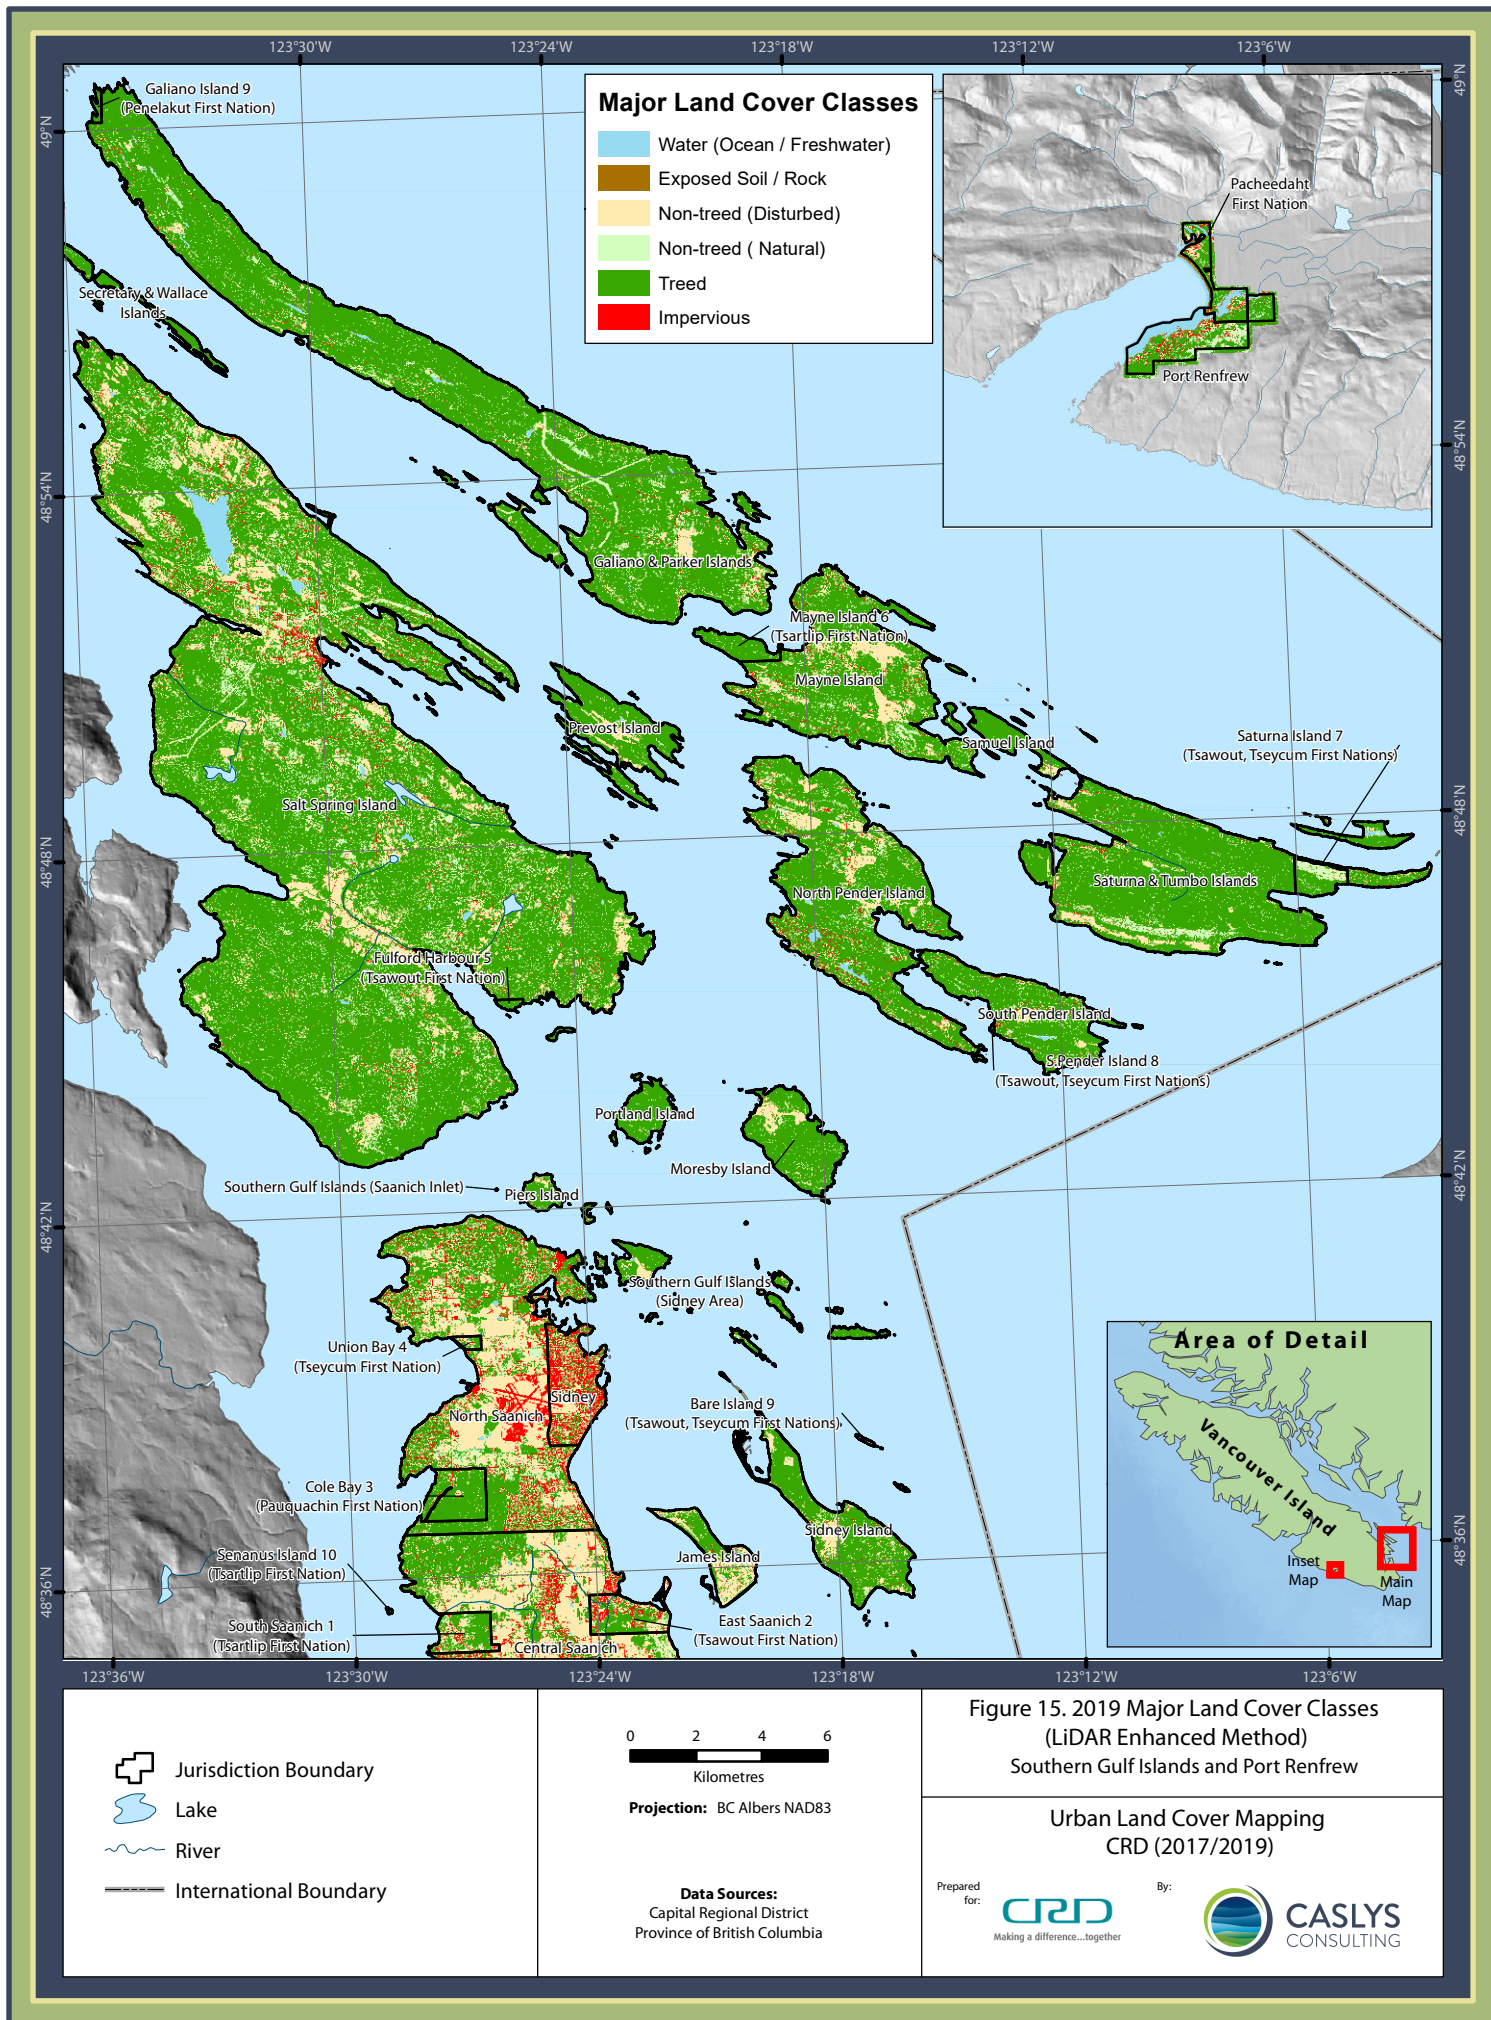 123°30'W
123°24'W
123°18'W
123°12'W
123°6'W
49°N
48°54'N
48°48'N
48°42'N
48°36'N
49°N
48°54'N
48°48'N
48°42'N
48°36'N
Major Land Cover Classes
Water (Ocean / Freshwater)
Exposed Soil / Rock
Non-treed (Disturbed)
Non-treed ( Natural)
Treed
Impervious
Galiano Island 9
(Penelakut First Nation)
Pacheedaht
First Nation
Port Renfrew
Secretary & Wallace
Islands
Galiano & Parker Islands
Mayne Island 6
(Tsartlip First Nation)
Mayne Island
Prevost Island
Samuel Island
Saturna Island 7
(Tsawout, Tseycum First Nations)
Salt Spring Island
North Pender Island
Saturna & Tumbo Islands
Fulford Harbour 5
(Tsawout First Nation)
South Pender Island
S.Pender Island 8
(Tsawout, Tseycum First Nations)
Portland Island
Moresby Island
Southern Gulf Islands (Saanich Inlet)
Piers Island
Southern Gulf Islands
(Sidney Area)
Union Bay 4
(Tseycum First Nation)
Sidney
North Saanich
Bare Island 9
(Tsawout, Tseycum First Nations)
Cole Bay 3
(Pauquachin First Nation)
Sidney Island
James Island
Senanus Island 10
(Tsartlip First Nation)
South Saanich 1
(Tsartlip First Nation)
East Saanich 2
(Tsawout First Nation)
Central Saanich
Area of Detail
Vancouver Island
Inset
Map
Main
Map
123°36'W
123°30'W
123°24'W
123°18'W
123°12'W
123°6'W
Jurisdiction Boundary
Lake
River
International Boundary
0 2 4 6
Kilometres
Projection: BC Albers NAD83
Data Sources:
Capital Regional District
Province of British Columbia
Figure 15. 2019 Major Land Cover Classes
(LiDAR Enhanced Method)
Southern Gulf Islands and Port Renfrew
Urban Land Cover Mapping
CRD (2017/2019)
Prepared
for:
CRD
Making a difference...together
By:
CASLYS
CONSULTING